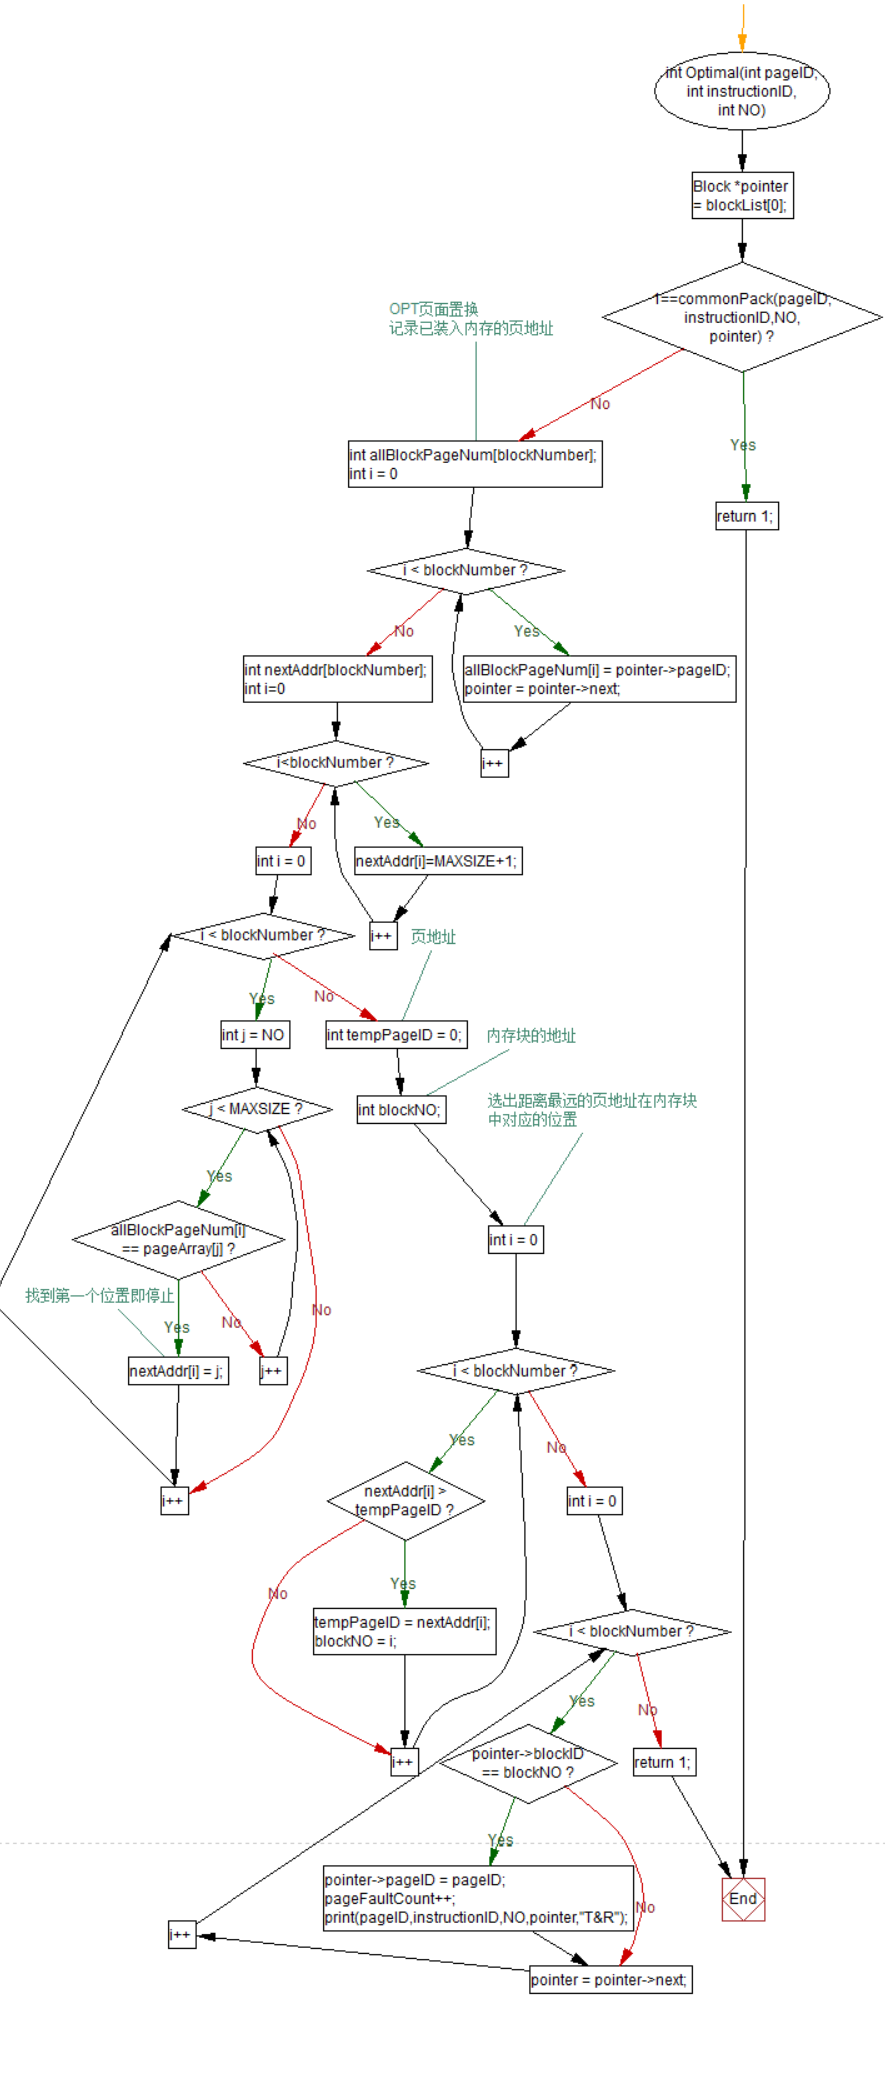 int Optimal(int pageID,
int instructionID,
int NO)
Block *pointer
= blockList[0];
1==commonPack(pageID,
instructionID,NO,
pointer) ?
OPT页面置换
记录已装入内存的页地址
No
Yes
int allBlockPageNum[blockNumber];
int i = 0
return 1;
i < blockNumber ?
No
Yes
int nextAddr[blockNumber];
int i=0
allBlockPageNum[i] = pointer->pageID;
pointer = pointer->next;
i<blockNumber ?
i++
No
Yes
int i = 0
nextAddr[i]=MAXSIZE+1;
i < blockNumber ?
i++
页地址
Yes
No
int j = NO
int tempPageID = 0;
内存块的地址
j < MAXSIZE ?
int blockNO;
选出距离最远的页地址在内存块
中对应的位置
Yes
allBlockPageNum[i]
== pageArray[j] ?
int i = 0
找到第一个位置即停止
Yes
No
No
nextAddr[i] = j;
j++
i < blockNumber ?
Yes
No
i++
nextAddr[i] >
tempPageID ?
int i = 0
No
Yes
tempPageID = nextAddr[i];
blockNO = i;
i < blockNumber ?
Yes
No
i++
pointer->blockID
== blockNO ?
return 1;
Yes
No
pointer->pageID = pageID;
pageFaultCount++;
print(pageID,instructionID,NO,pointer,"T&R");
End
i++
pointer = pointer->next;